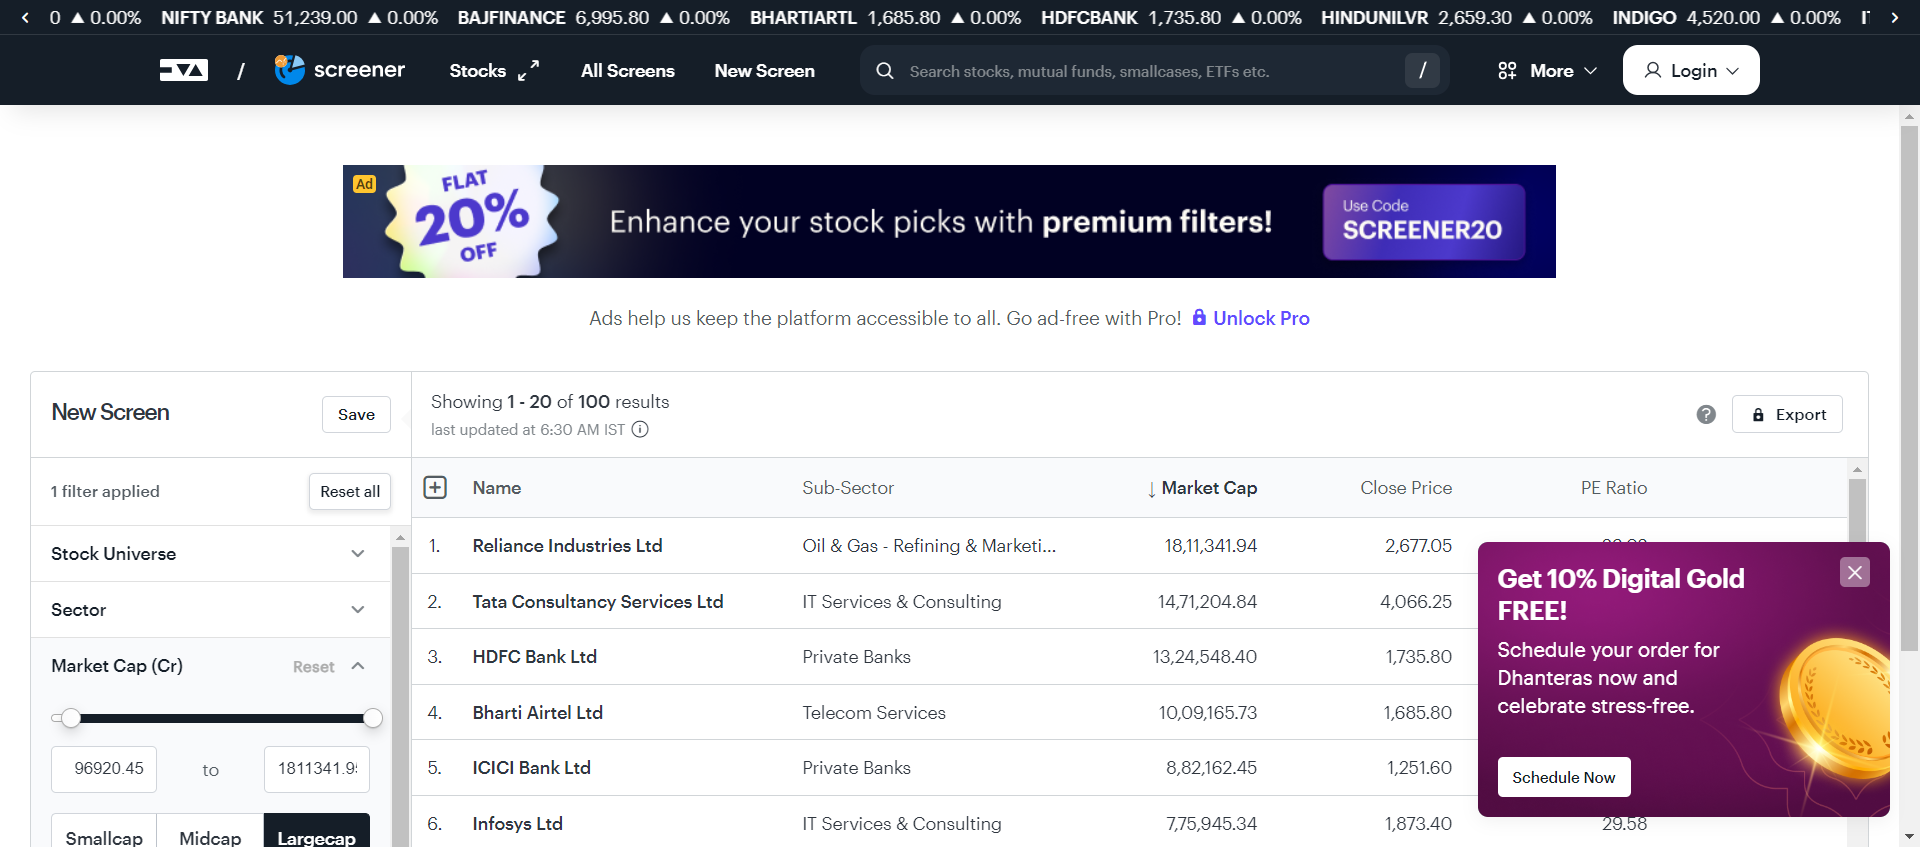 0 ▲ 0.00% NIFTY BANK 51,239.00 ▲ 0.00% BAJFINANCE 6,995.80 ▲ 0.00% BHARTIARTL 1,685.80 ▲ 0.00% HDFCBANK 1,735.80 ▲ 0.00% HINDUNILVR 2,659.30 ▲ 0.00% INDIGO 4,520.00 ▲ 0.00%
/ screener Stocks All Screens New Screen Search stocks, mutual funds, smallcases, ETFs etc. / More Login
Ad
FLAT
20%
OFF
Enhance your stock picks with premium filters!
Use Code
SCREENER20
Ads help us keep the platform accessible to all. Go ad-free with Pro! Unlock Pro
New Screen
Save
Showing 1 - 20 of 100 results
last updated at 6:30 AM IST
? Export
1 filter applied
Reset all
Stock Universe
Sector
Market Cap (Cr) Reset
96920.45 to 1811341.9
Smallcap Midcap Largecap
Name Sub-Sector ↓ Market Cap Close Price PE Ratio
1. Reliance Industries Ltd Oil & Gas - Refining & Marketi... 18,11,341.94 2,677.05
2. Tata Consultancy Services Ltd IT Services & Consulting 14,71,204.84 4,066.25
3. HDFC Bank Ltd Private Banks 13,24,548.40 1,735.80
4. Bharti Airtel Ltd Telecom Services 10,09,165.73 1,685.80
5. ICICI Bank Ltd Private Banks 8,82,162.45 1,251.60
6. Infosys Ltd IT Services & Consulting 7,75,945.34 1,873.40 29.58
Get 10% Digital Gold
FREE!
Schedule your order for
Dhanteras now and
celebrate stress-free.
Schedule Now